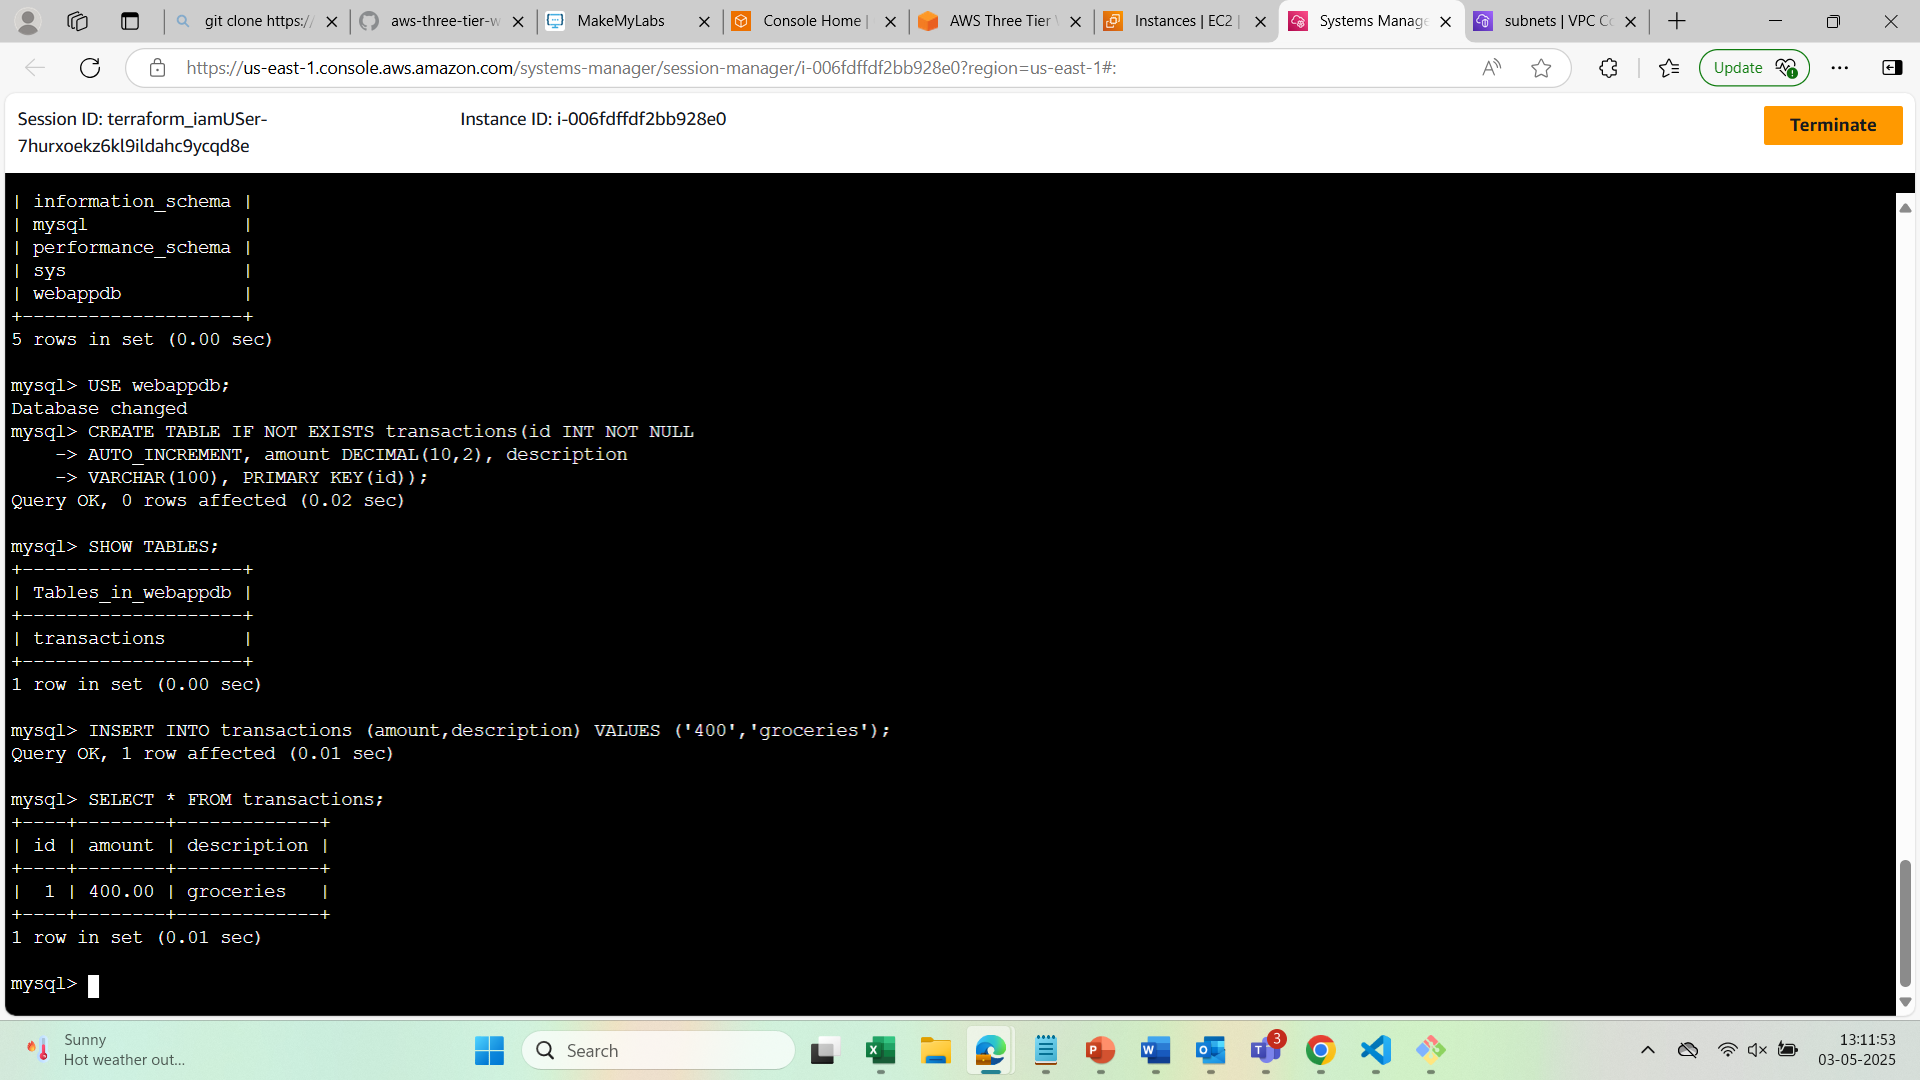 git clone https://
aws-three-tier-w
MakeMyLabs
Console Home |
AWS Three Tier
Instances | EC2 |
Systems Manage
subnets | VPC Co
https://us-east-1.console.aws.amazon.com/systems-manager/session-manager/i-006fdffdf2bb928e0?region=us-east-1#:
Update
Session ID: terraform_iamUSer-
7hurxoekz6kl9ildahc9ycqd8e
Instance ID: i-006fdffdf2bb928e0
Terminate
| information_schema |
| mysql              |
| performance_schema |
| sys                |
| webappdb           |
+--------------------+
5 rows in set (0.00 sec)
mysql> USE webappdb;
Database changed
mysql> CREATE TABLE IF NOT EXISTS transactions(id INT NOT NULL
    -> AUTO_INCREMENT, amount DECIMAL(10,2), description
    -> VARCHAR(100), PRIMARY KEY(id));
Query OK, 0 rows affected (0.02 sec)
mysql> SHOW TABLES;
+--------------------+
| Tables_in_webappdb |
+--------------------+
| transactions       |
+--------------------+
1 row in set (0.00 sec)
mysql> INSERT INTO transactions (amount,description) VALUES ('400','groceries');
Query OK, 1 row affected (0.01 sec)
mysql> SELECT * FROM transactions;
+----+--------+-------------+
| id | amount | description |
+----+--------+-------------+
|  1 | 400.00 | groceries   |
+----+--------+-------------+
1 row in set (0.01 sec)
mysql>
Sunny
Hot weather out...
Search
3
13:11:53
03-05-2025